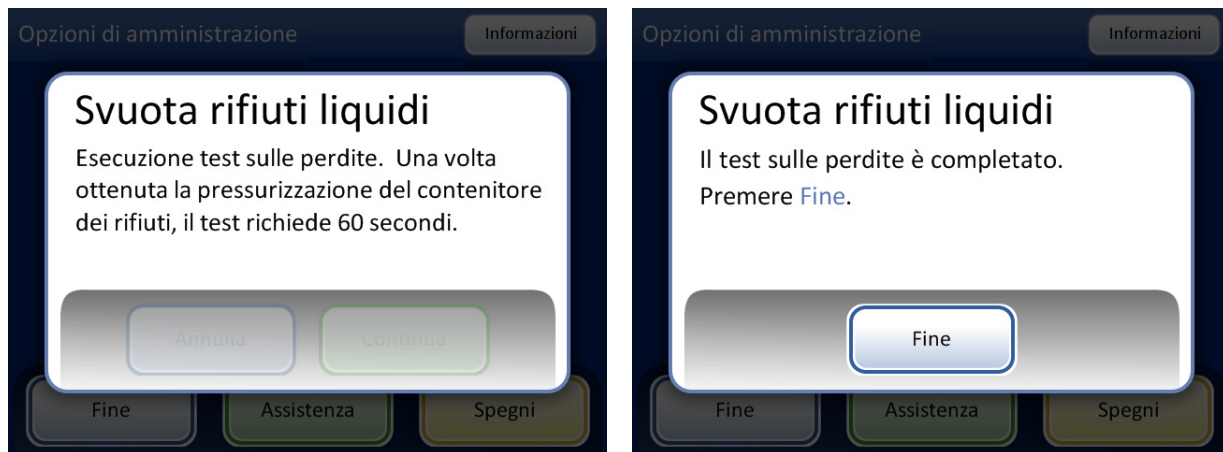 Opzioni di amministrazione
Informazioni
Svuota rifiuti liquidi
Esecuzione test sulle perdite. Una volta
ottenuta la pressurizzazione del contenitore
dei rifiuti, il test richiede 60 secondi.
Annulla
Continua
Fine
Assistenza
Spegni
Opzioni di amministrazione
Informazioni
Svuota rifiuti liquidi
Il test sulle perdite è completato.
Premere Fine.
Fine
Fine
Assistenza
Spegni